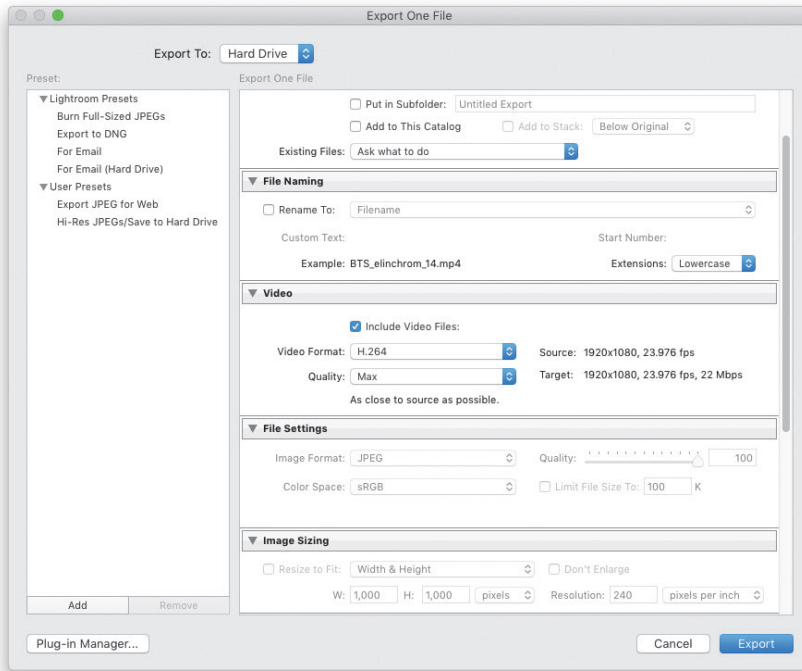 Export One File
Export To: Hard Drive
Preset:
Lightroom Presets
Burn Full-Sized JPEGs
Export to DNG
For Email
For Email (Hard Drive)
User Presets
Export JPEG for Web
Hi-Res JPEGs/Save to Hard Drive
Add Remove
Export One File
Put in Subfolder: Untitled Export
Add to This Catalog Add to Stack: Below Original
Existing Files: Ask what to do
File Naming
Rename To: Filename
Custom Text: Start Number:
Example: BTS_elinchrom_14.mp4 Extensions: Lowercase
Video
Include Video Files:
Video Format: H.264 Source: 1920x1080, 23.976 fps
Quality: Max Target: 1920x1080, 23.976 fps, 22 Mbps
As close to source as possible.
File Settings
Image Format: JPEG Quality: 100
Color Space: sRGB Limit File Size To: 100 K
Image Sizing
Resize to Fit: Width & Height Don't Enlarge
W: 1,000 H: 1,000 pixels Resolution: 240 pixels per inch
Plug-in Manager... Cancel Export